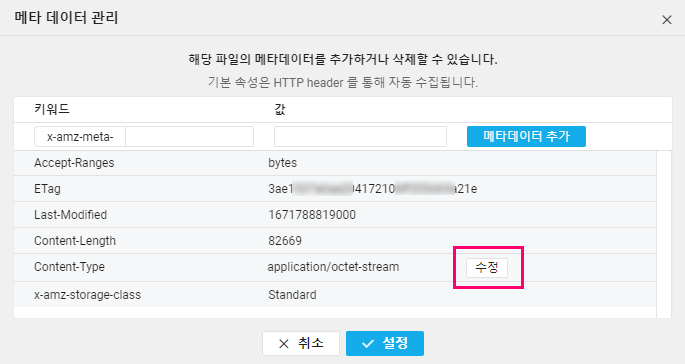 메타 데이터 관리
해당 파일의 메타데이터를 추가하거나 삭제할 수 있습니다.
기본 속성은 HTTP header 를 통해 자동 수집됩니다.
키워드 값
x-amz-meta- 메타데이터 추가
Accept-Ranges bytes
ETag 3ae1 417210 a21e
Last-Modified 1671788819000
Content-Length 82669
Content-Type application/octet-stream 수정
x-amz-storage-class Standard
취소 설정